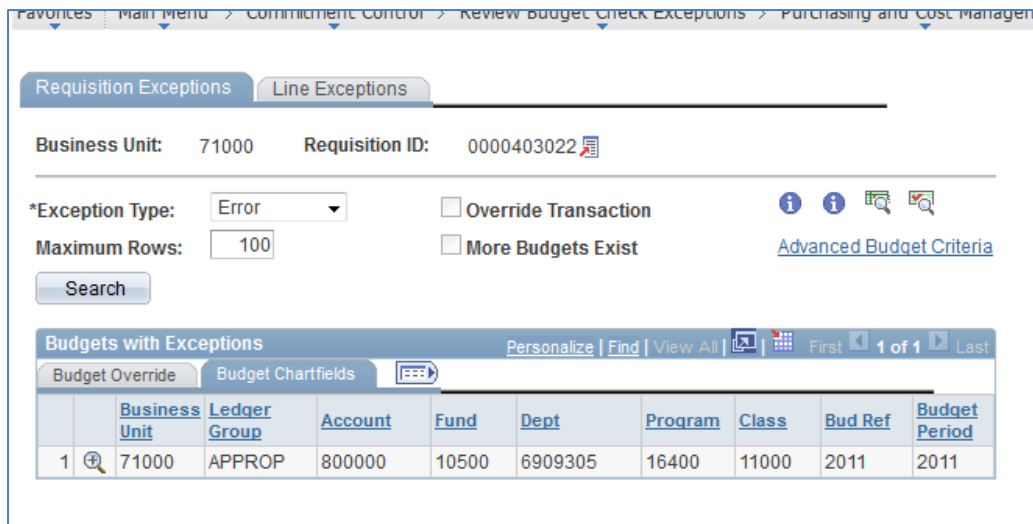 Favorites Main Menu > Commitment Control > Review Budget Check Exceptions > Purchasing and Cost Managem
Requisition Exceptions Line Exceptions
Business Unit: 71000 Requisition ID: 0000403022
*Exception Type: Error Override Transaction
Maximum Rows: 100 More Budgets Exist Advanced Budget Criteria
Search
Budgets with Exceptions Personalize | Find | View All | | First 1 of 1 Last
Budget Override Budget Chartfields
Business Unit Ledger Group Account Fund Dept Program Class Bud Ref Budget Period
1 71000 APPROP 800000 10500 6909305 16400 11000 2011 2011